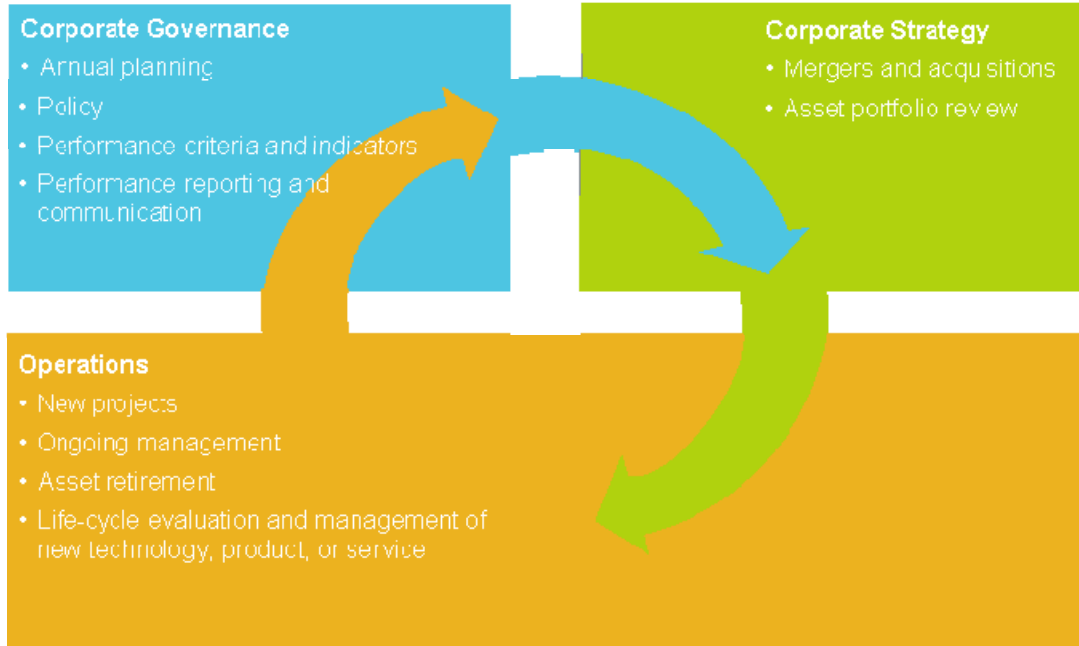 Corporate Governance
• Annual planning
• Policy
• Performance criteria and indicators
• Performance reporting and
communication
Corporate Strategy
• Mergers and acquisitions
• Asset portfolio review
Operations
• New projects
• Ongoing management
• Asset retirement
• Life-cycle evaluation and management of
new technology, product, or service